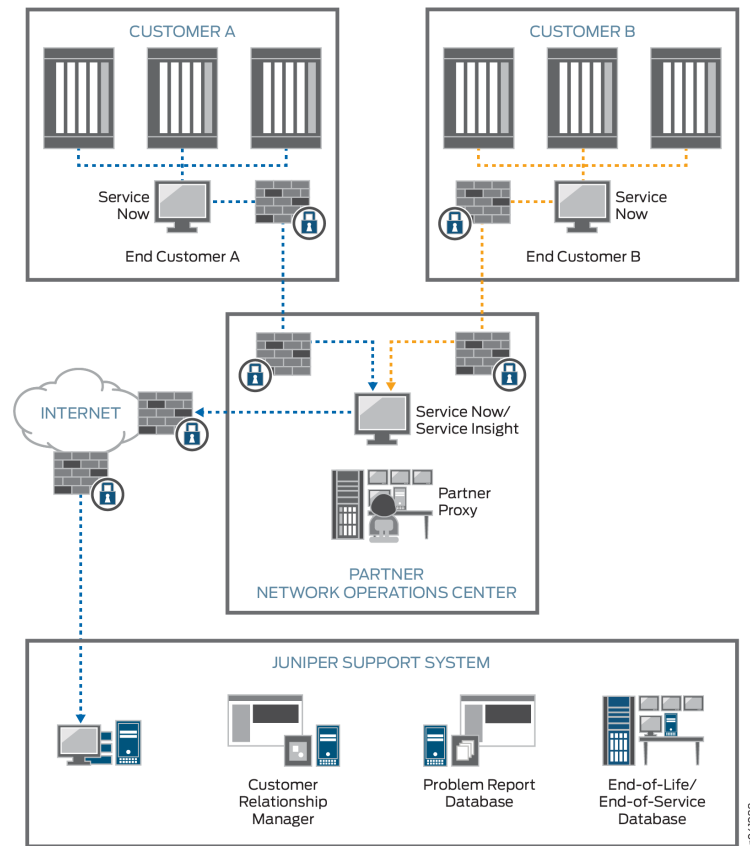 CUSTOMER A
CUSTOMER B
Service
Now
End Customer A
Service
Now
End Customer B
INTERNET
Service Now/
Service Insight
Partner
Proxy
PARTNER
NETWORK OPERATIONS CENTER
JUNIPER SUPPORT SYSTEM
Customer
Relationship
Manager
Problem Report
Database
End-of-Life/
End-of-Service
Database